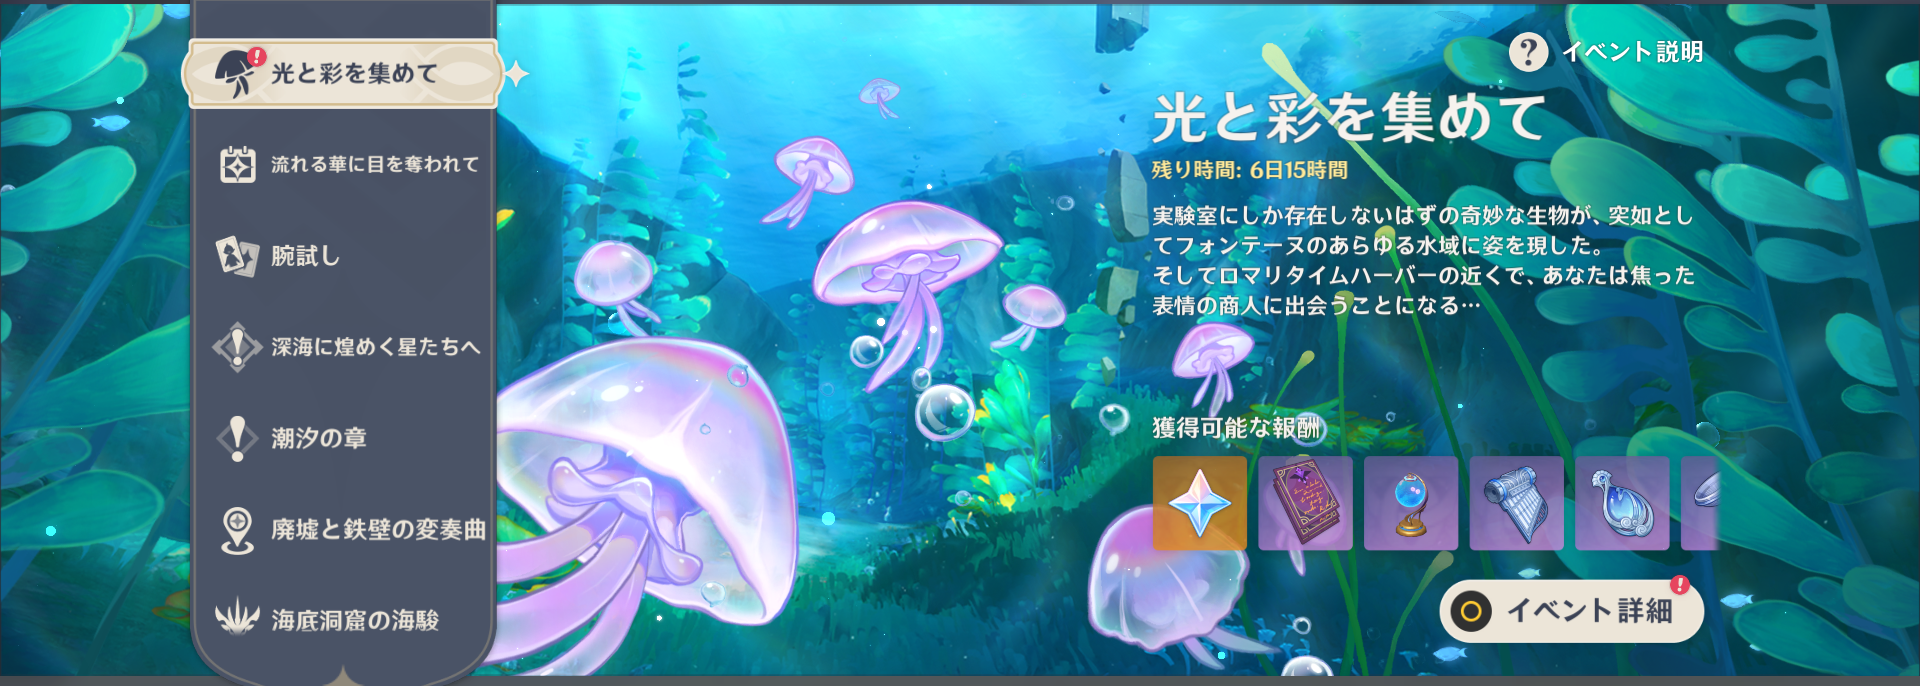 光と彩を集めて
流れる華に目を奪われて
腕試し
深海に煌めく星たちへ
潮汐の章
廃墟と鉄壁の変奏曲
海底洞窟の海駿
イベント説明
光と彩を集めて
残り時間: 6日15時間
実験室にしか存在しないはずの奇妙な生物が、突如とし
てフォンテーヌのあらゆる水域に姿を現した。
そしてロマリタイムハーバーの近くで、あなたは焦った
表情の商人に出会うことになる…
獲得可能な報酬
イベント詳細